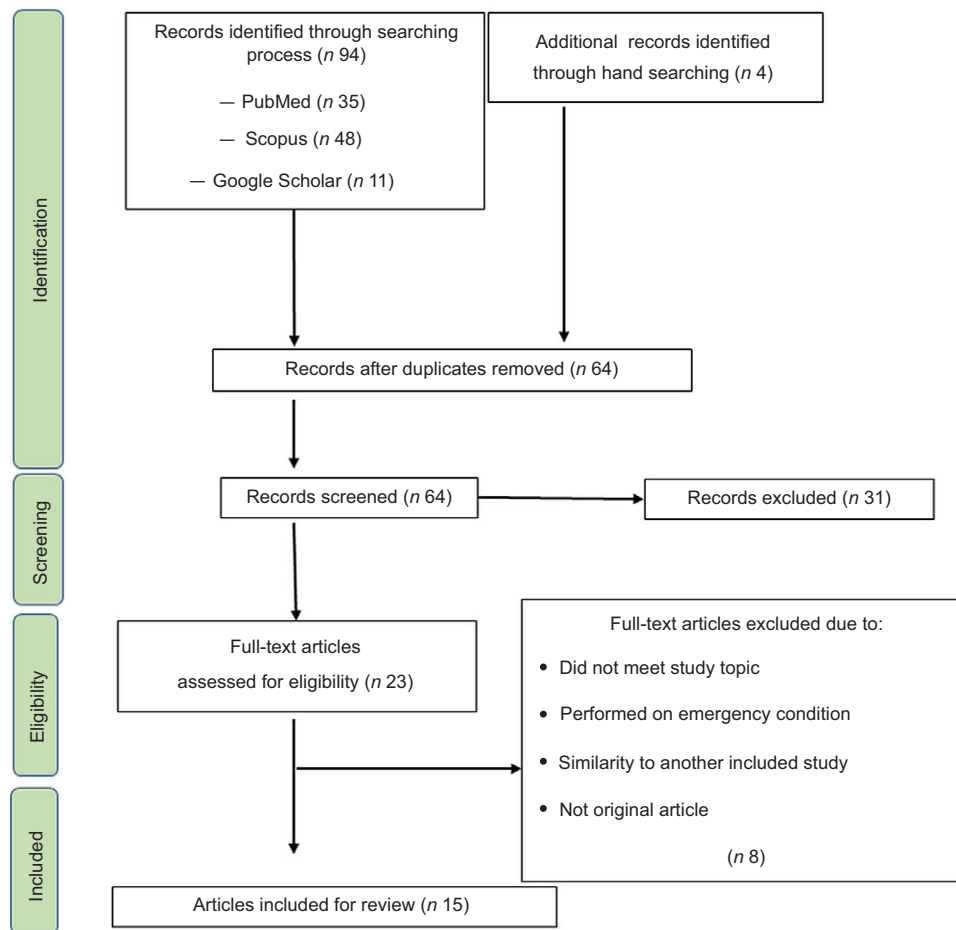 Identification
Records identified through searching
process (n 94)
— PubMed (n 35)
— Scopus (n 48)
— Google Scholar (n 11)
Additional records identified
through hand searching (n 4)
Records after duplicates removed (n 64)
Screening
Records screened (n 64)
Records excluded (n 31)
Eligibility
Full-text articles
assessed for eligibility (n 23)
Full-text articles excluded due to:
• Did not meet study topic
• Performed on emergency condition
• Similarity to another included study
• Not original article
(n 8)
Included
Articles included for review (n 15)